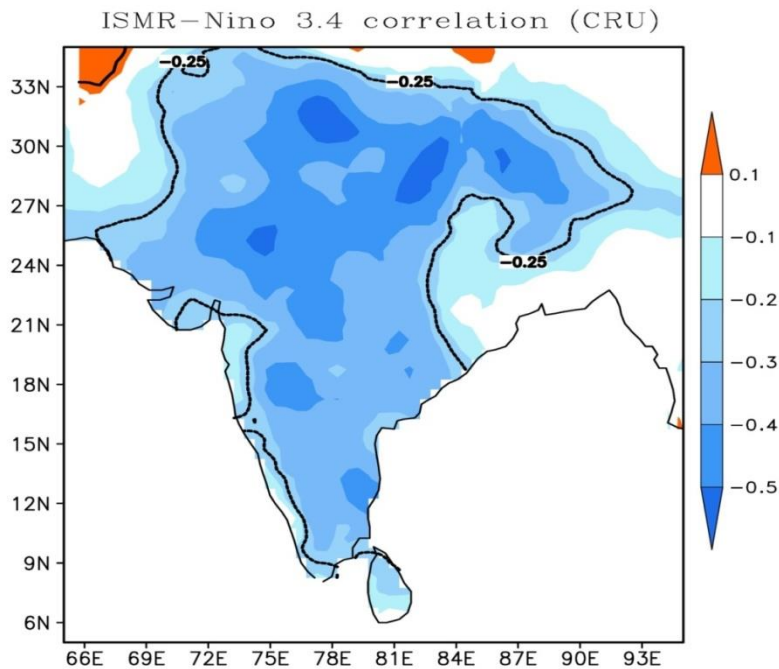 ISMR−Nino 3.4 correlation (CRU)
−0.25
−0.25
−0.25
33N
30N
27N
24N
21N
18N
15N
12N
9N
6N
66E 69E 72E 75E 78E 81E 84E 87E 90E 93E
0.1
−0.1
−0.2
−0.3
−0.4
−0.5